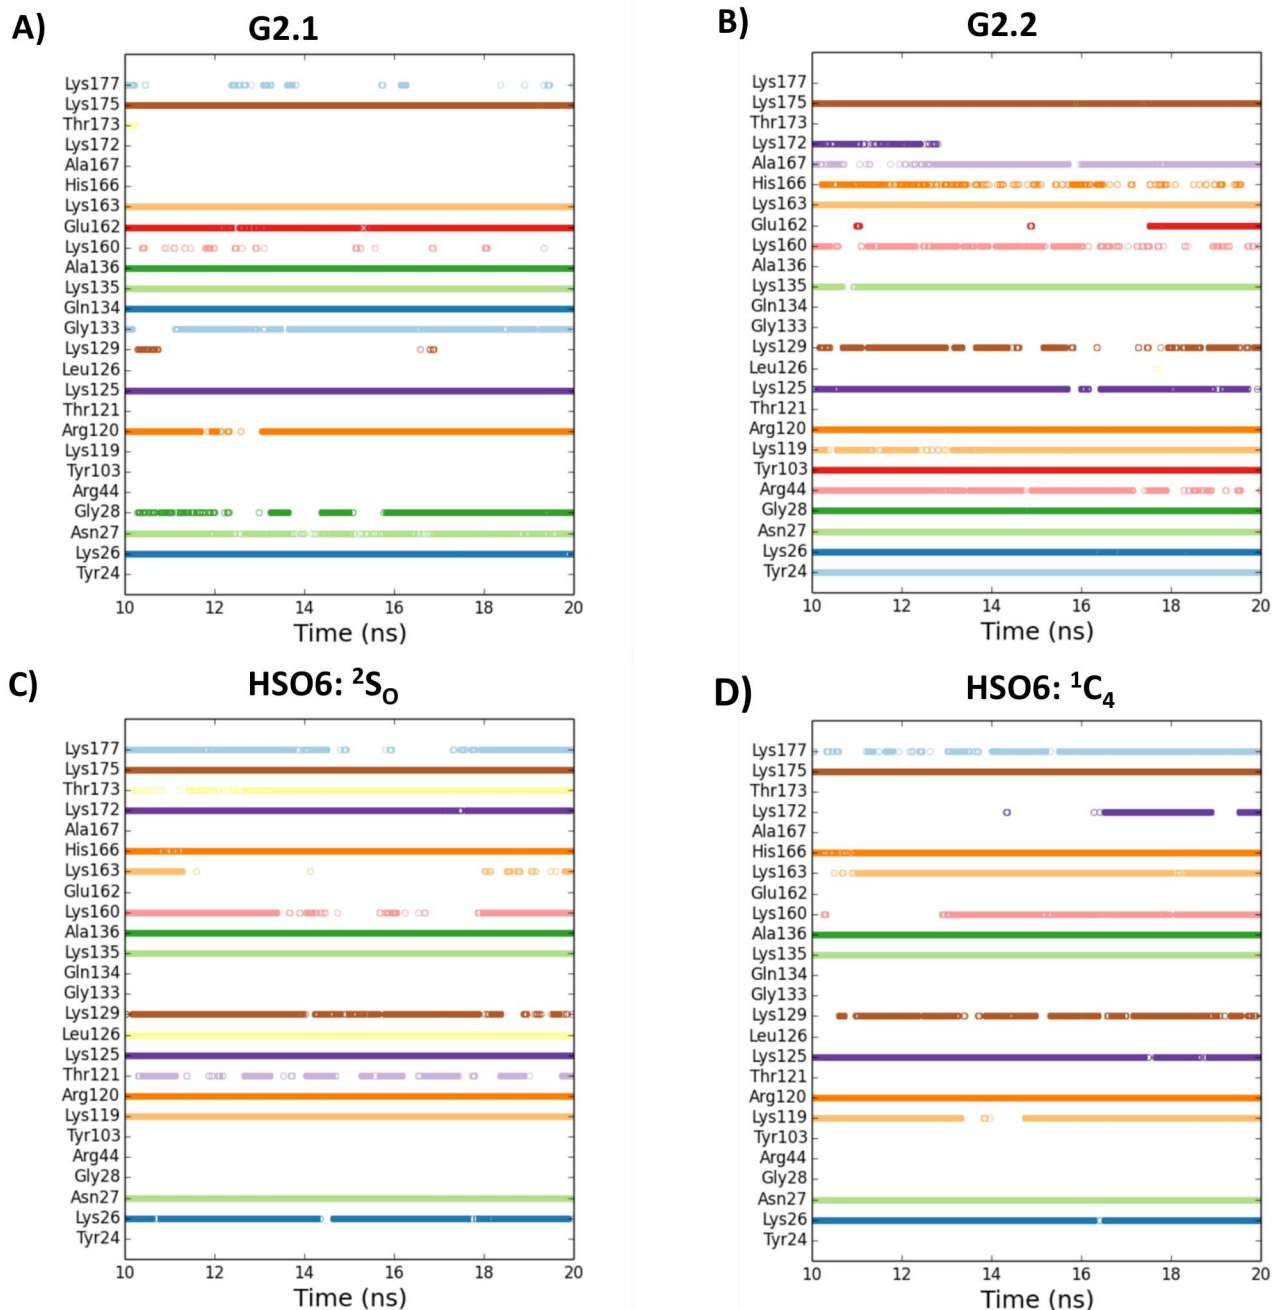 A)
G2.1
Lys177
Lys175
Thr173
Lys172
Ala167
His166
Lys163
Glu162
Lys160
Ala136
Lys135
Gln134
Gly133
Lys129
Leu126
Lys125
Thr121
Arg120
Lys119
Tyr103
Arg44
Gly28
Asn27
Lys26
Tyr24
10 12 14 16 18 20
Time (ns)
B)
G2.2
Lys177
Lys175
Thr173
Lys172
Ala167
His166
Lys163
Glu162
Lys160
Ala136
Lys135
Gln134
Gly133
Lys129
Leu126
Lys125
Thr121
Arg120
Lys119
Tyr103
Arg44
Gly28
Asn27
Lys26
Tyr24
10 12 14 16 18 20
Time (ns)
C)
HSO6: ²S₀
Lys177
Lys175
Thr173
Lys172
Ala167
His166
Lys163
Glu162
Lys160
Ala136
Lys135
Gln134
Gly133
Lys129
Leu126
Lys125
Thr121
Arg120
Lys119
Tyr103
Arg44
Gly28
Asn27
Lys26
Tyr24
10 12 14 16 18 20
Time (ns)
D)
HSO6: ¹C₄
Lys177
Lys175
Thr173
Lys172
Ala167
His166
Lys163
Glu162
Lys160
Ala136
Lys135
Gln134
Gly133
Lys129
Leu126
Lys125
Thr121
Arg120
Lys119
Tyr103
Arg44
Gly28
Asn27
Lys26
Tyr24
10 12 14 16 18 20
Time (ns)